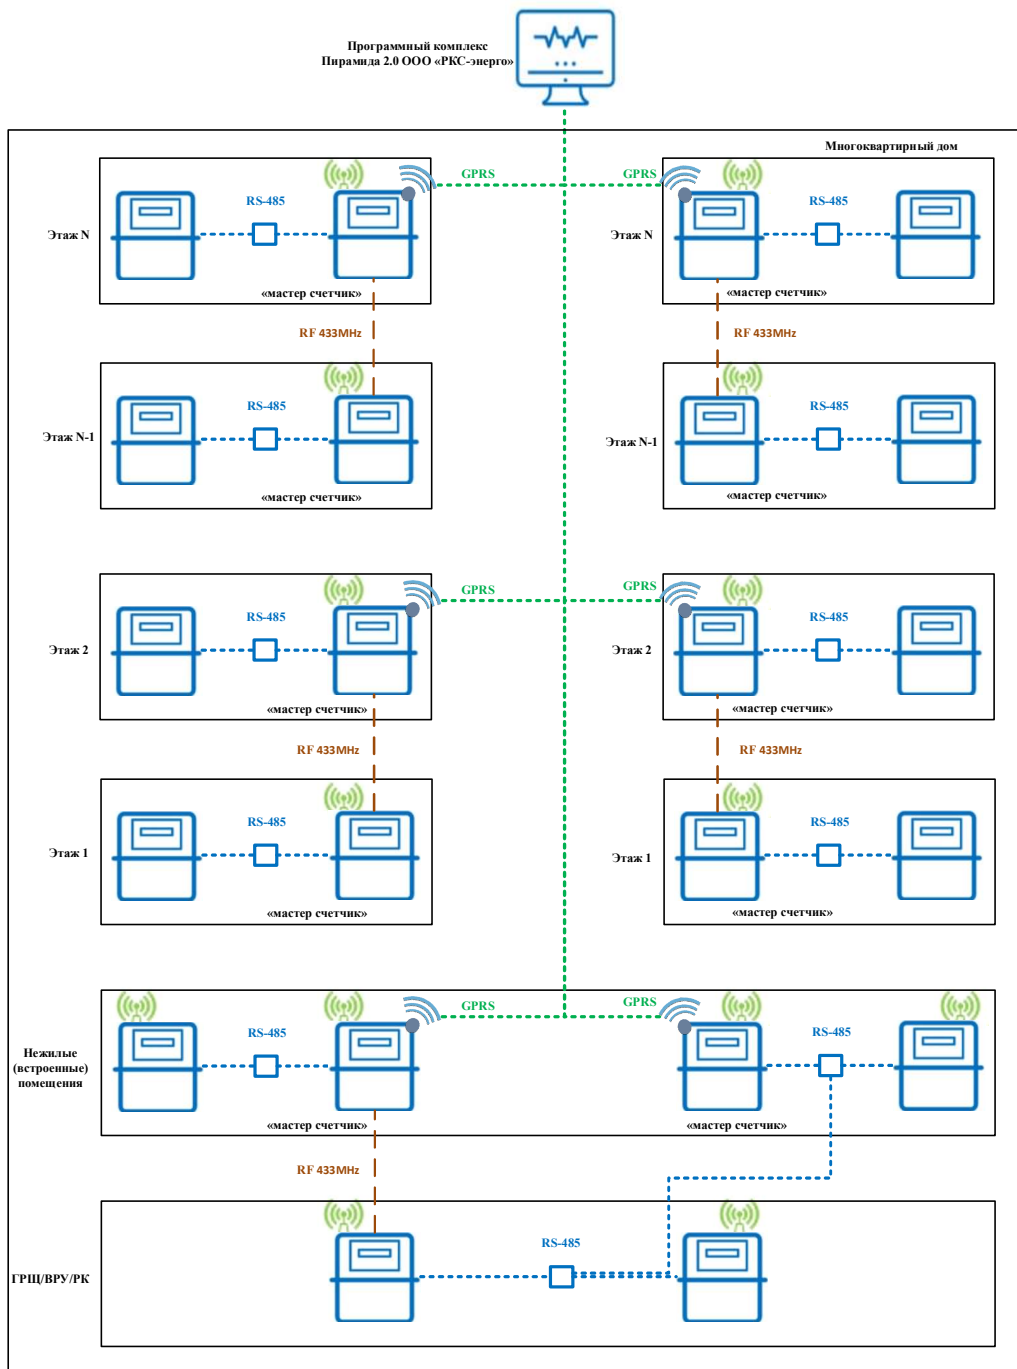 Программный комплекс
Пирамида 2.0 ООО «РКС-энерго»
Многоквартирный дом
GPRS
GPRS
RS-485
RS-485
Этаж N
Этаж N
«мастер счетчик»
«мастер счетчик»
RF 433MHz
RF 433MHz
RS-485
RS-485
Этаж N-1
Этаж N-1
«мастер счетчик»
«мастер счетчик»
GPRS
GPRS
RS-485
RS-485
Этаж 2
Этаж 2
«мастер счетчик»
«мастер счетчик»
RF 433MHz
RF 433MHz
RS-485
RS-485
Этаж 1
Этаж 1
«мастер счетчик»
«мастер счетчик»
GPRS
GPRS
RS-485
RS-485
Нежилые
(встроенные)
помещения
«мастер счетчик»
«мастер счетчик»
RF 433MHz
RS-485
ГРЩ/ВРУ/РК